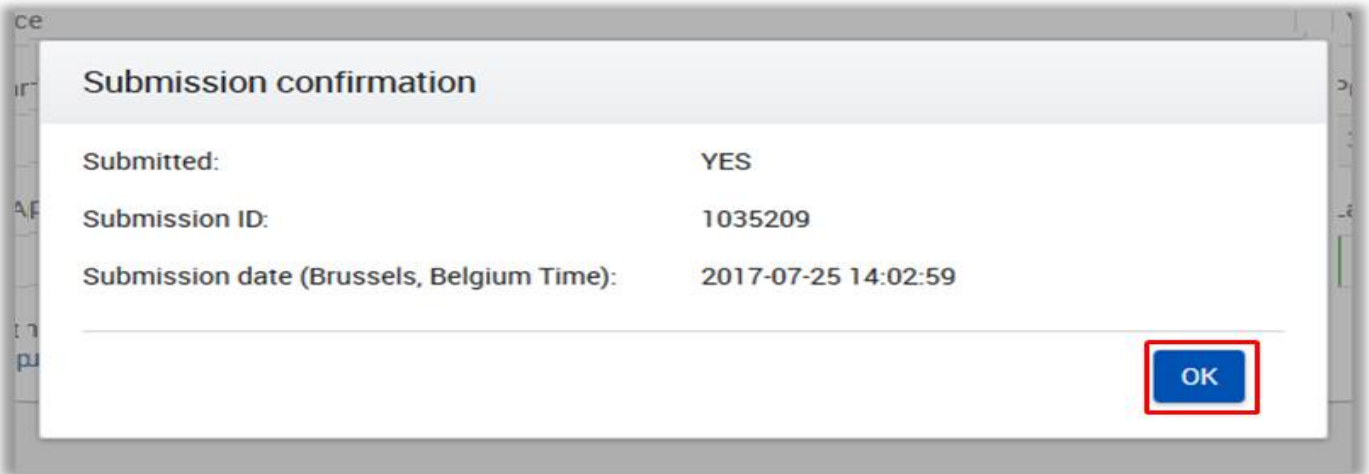 ce
Submission confirmation
Submitted: YES
Submission ID: 1035209
Submission date (Brussels, Belgium Time): 2017-07-25 14:02:59
OK